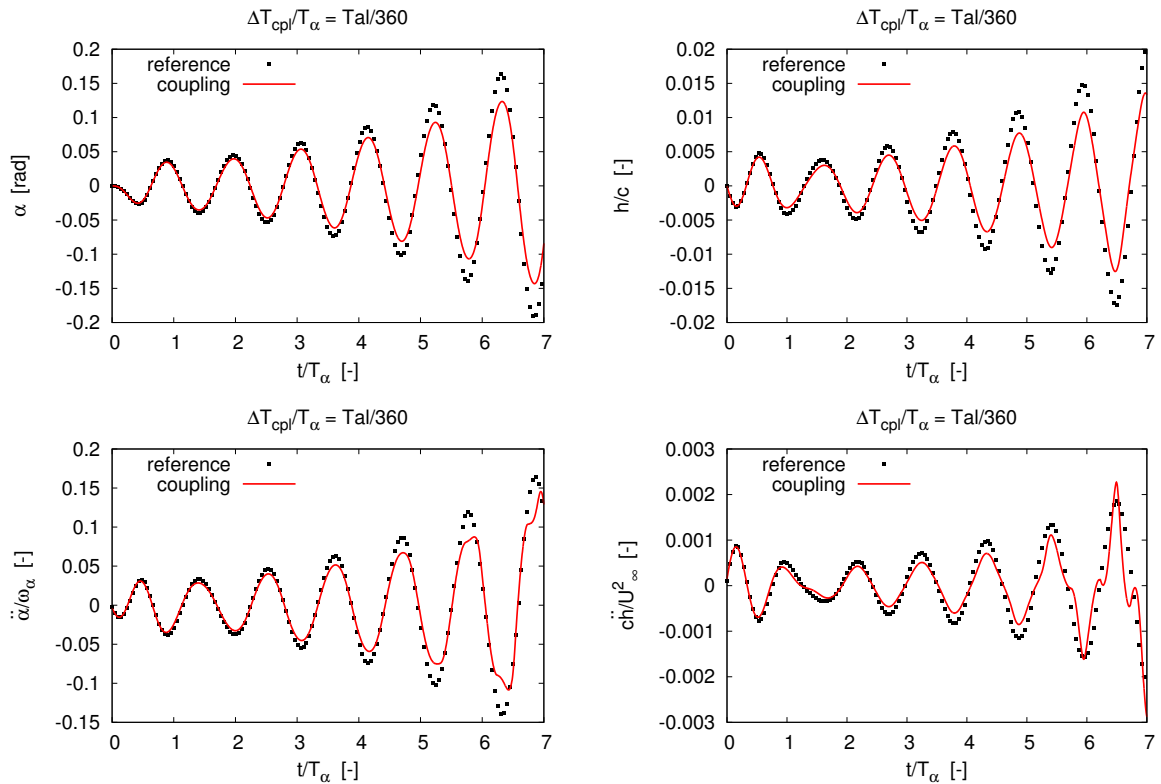 ΔT_cpl/T_α = Tal/360
0.2
0.15
0.1
0.05
0
-0.05
-0.1
-0.15
-0.2
α [rad]
reference
coupling
0 1 2 3 4 5 6 7
t/T_α [-]
ΔT_cpl/T_α = Tal/360
0.02
0.015
0.01
0.005
0
-0.005
-0.01
-0.015
-0.02
h/c [-]
reference
coupling
0 1 2 3 4 5 6 7
t/T_α [-]
ΔT_cpl/T_α = Tal/360
0.2
0.15
0.1
0.05
0
-0.05
-0.1
-0.15
α̈/ω_α [-]
reference
coupling
0 1 2 3 4 5 6 7
t/T_α [-]
ΔT_cpl/T_α = Tal/360
0.003
0.002
0.001
0
-0.001
-0.002
-0.003
cḧ/U²_∞ [-]
reference
coupling
0 1 2 3 4 5 6 7
t/T_α [-]